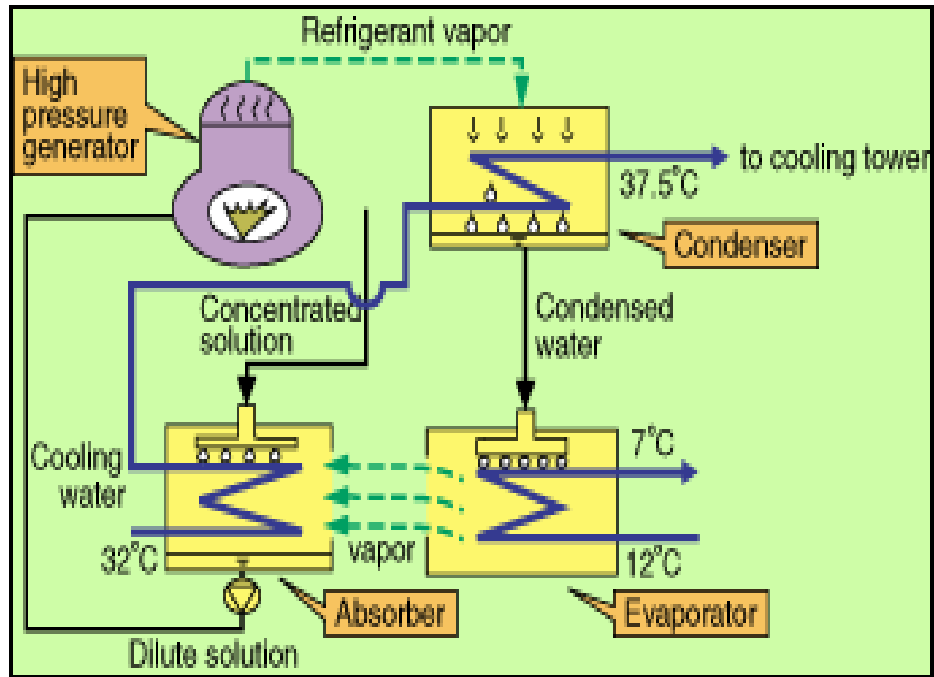 Refrigerant vapor
High
pressure
generator
to cooling tower
37.5°C
Condenser
Concentrated
solution
Condensed
water
Cooling
water
7°C
32°C
vapor
12°C
Absorber
Evaporator
Dilute solution